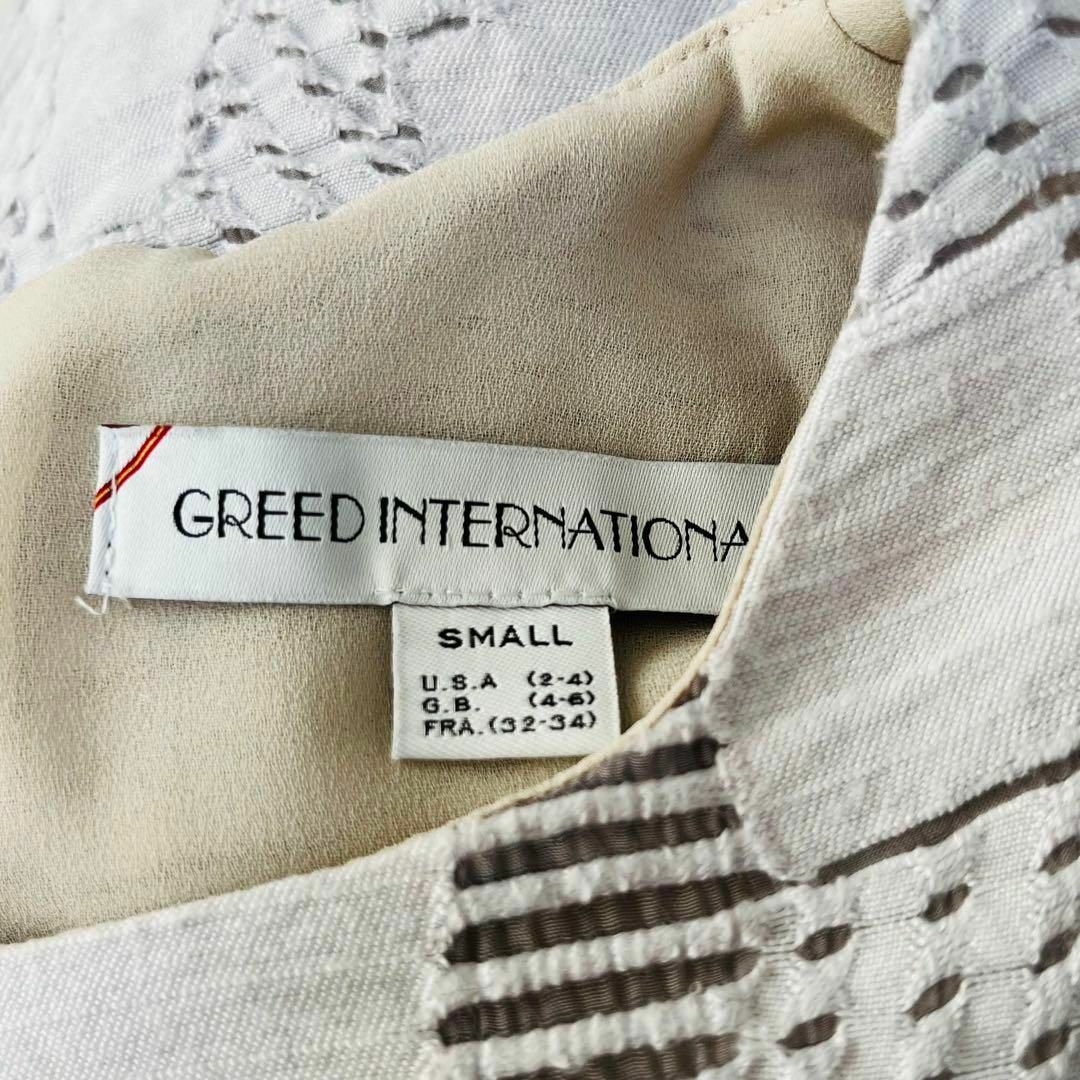 GREED INTERNATIONA
SMALL
U.S.A (2-4)
G.B. (4-6)
FRA.(32-34)